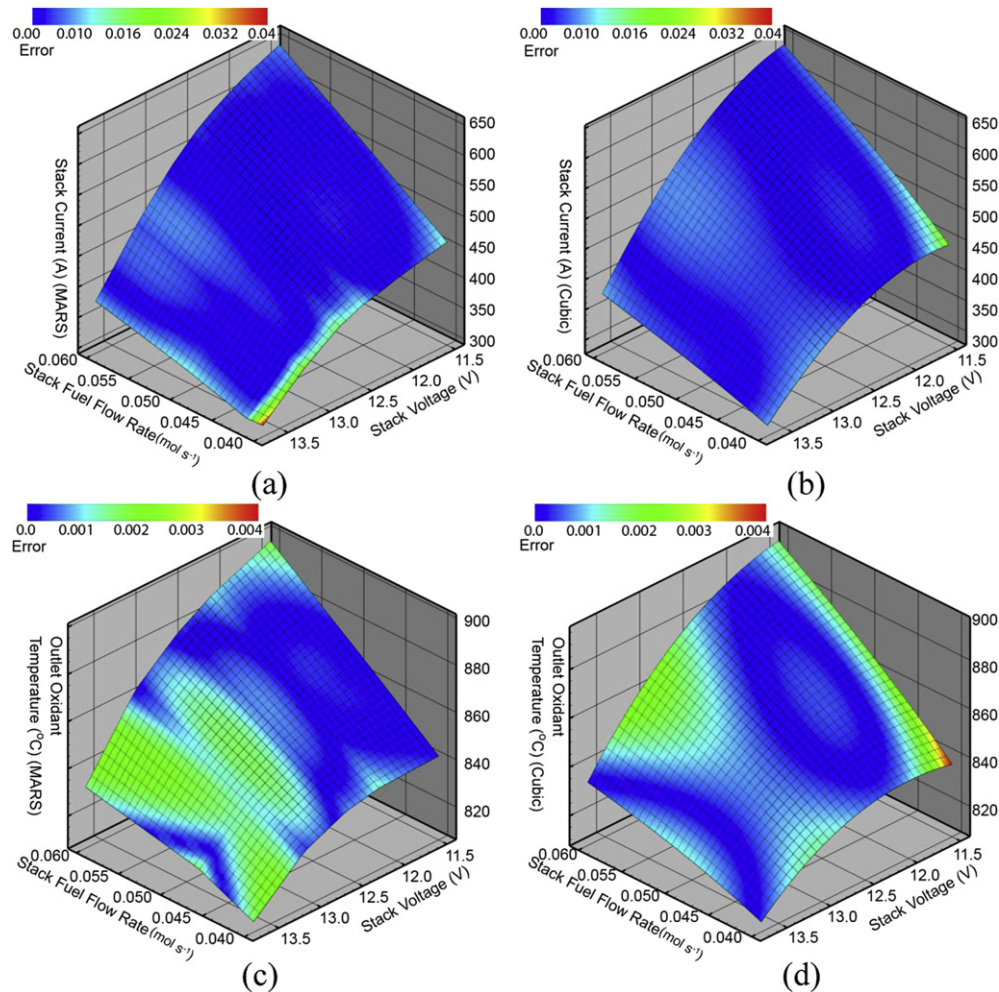 0.00 0.010 0.016 0.024 0.032 0.04
Error
Stack Current (A) (MARS)
650
600
550
500
450
400
350
300
0.060
0.055
0.050
0.045
0.040
Stack Fuel Flow Rate(mol s⁻¹)
11.5
12.0
12.5
13.0
13.5
Stack Voltage (V)
(a)
0.00 0.010 0.016 0.024 0.032 0.04
Error
Stack Current (A) (Cubic)
650
600
550
500
450
400
350
300
0.060
0.055
0.050
0.045
0.040
Stack Fuel Flow Rate(mol s⁻¹)
11.5
12.0
12.5
13.0
13.5
Stack Voltage (V)
(b)
0.0 0.001 0.002 0.003 0.004
Error
Outlet Oxidant
Temperature (°C) (MARS)
900
880
860
840
820
0.060
0.055
0.050
0.045
0.040
Stack Fuel Flow Rate(mol s⁻¹)
11.5
12.0
12.5
13.0
13.5
Stack Voltage (V)
(c)
0.0 0.001 0.002 0.003 0.004
Error
Outlet Oxidant
Temperature (°C) (Cubic)
900
880
860
840
820
0.060
0.055
0.050
0.045
0.040
Stack Fuel Flow Rate(mol s⁻¹)
11.5
12.0
12.5
13.0
13.5
Stack Voltage (V)
(d)